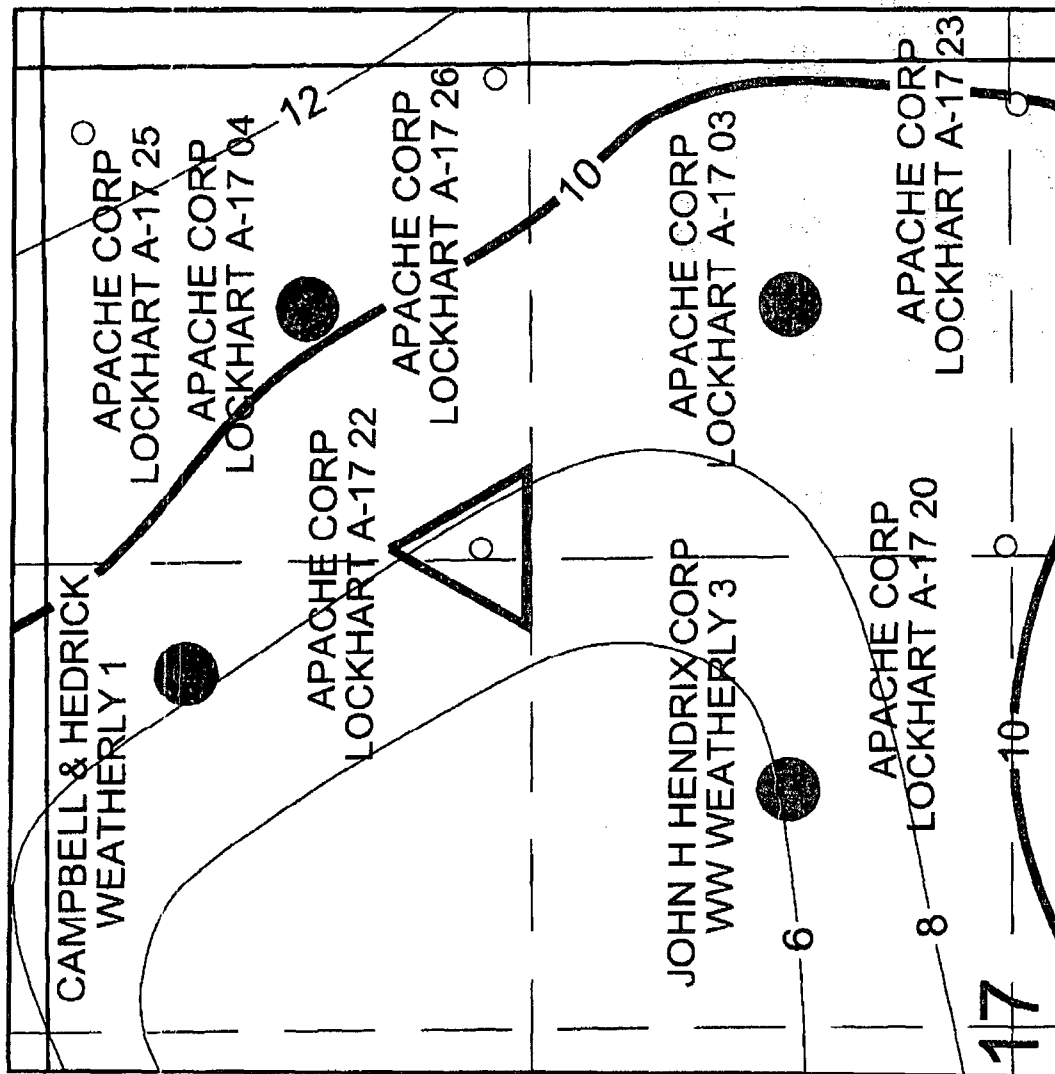 CAMPBELL & HEDRICK
WEATHERLY 1
APACHE CORP
LOCKHART A-17 25
APACHE CORP
LOCKHART A-17 04
12
APACHE CORP
LOCKHART A-17 22
APACHE CORP
LOCKHART A-17 26
10
JOHN H HENDRIX CORP
WW WEATHERLY 3
APACHE CORP
LOCKHART A-17 03
6
8
APACHE CORP
LOCKHART A-17 20
APACHE CORP
LOCKHART A-17 23
17
10